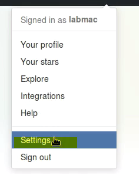 Signed in as labmac
Your profile
Your stars
Explore
Integrations
Help
Settings
Sign out